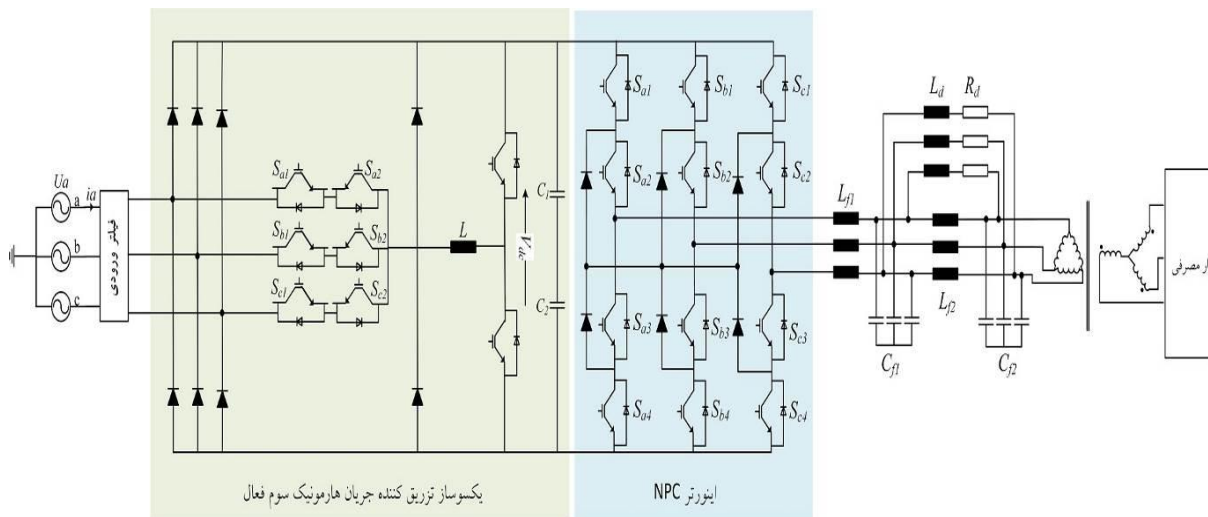 Ua
ia
a
b
c
فیلتر ورودی
Sa1
Sa2
Sb1
Sb2
Sc1
Sc2
L
Vdc
C1
C2
Sa1
Sb1
Sc1
Sa2
Sb2
Sc2
Sa3
Sb3
Sc3
Sa4
Sb4
Sc4
Lf1
Ld
Rd
Lf2
Cf1
Cf2
مصرفی
یکسوساز تزریق کننده جریان هارمونیک سوم فعال
اینورتر NPC